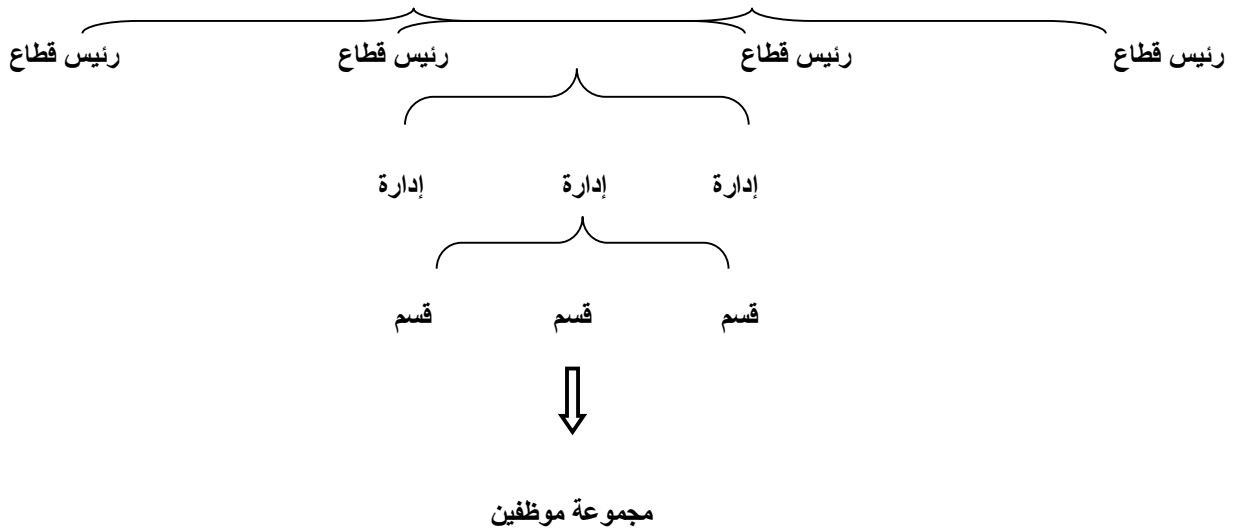 رئيس قطاع رئيس قطاع رئيس قطاع رئيس قطاع
إدارة إدارة إدارة
قسم قسم قسم
مجموعة موظفين